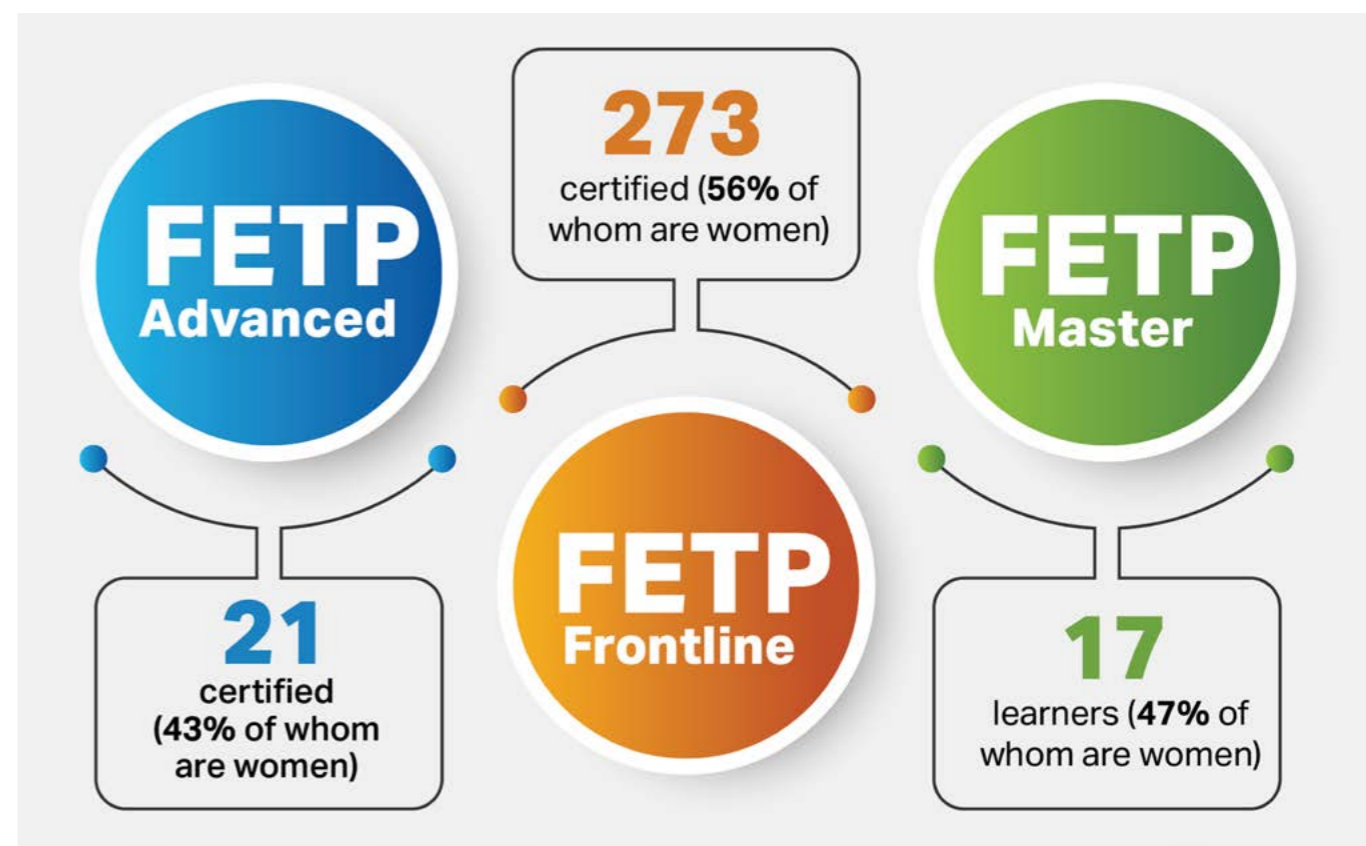 FETP
Advanced
21
certified
(43% of whom
are women)
273
certified (56% of
whom are women)
FETP
Frontline
FETP
Master
17
learners (47% of
whom are women)